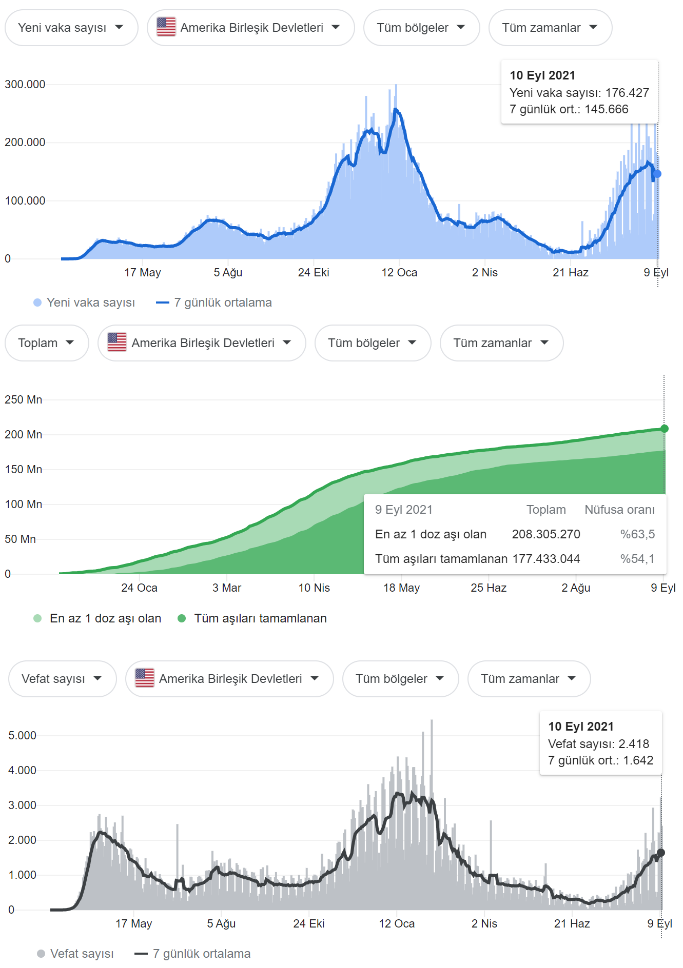 Yeni vaka sayısı Amerika Birleşik Devletleri Tüm bölgeler Tüm zamanlar
10 Eyl 2021
Yeni vaka sayısı: 176.427
7 günlük ort.: 145.666
300.000
200.000
100.000
0
17 May 5 Ağu 24 Eki 12 Oca 2 Nis 21 Haz 9 Eyl
Yeni vaka sayısı 7 günlük ortalama
Toplam Amerika Birleşik Devletleri Tüm bölgeler Tüm zamanlar
250 Mn
200 Mn
150 Mn
100 Mn
50 Mn
0
9 Eyl 2021 Toplam Nüfusa oranı
En az 1 doz aşı olan 208.305.270 %63,5
Tüm aşıları tamamlanan 177.433.044 %54,1
24 Oca 3 Mar 10 Nis 18 May 25 Haz 2 Ağu 9 Eyl
En az 1 doz aşı olan Tüm aşıları tamamlanan
Vefat sayısı Amerika Birleşik Devletleri Tüm bölgeler Tüm zamanlar
10 Eyl 2021
Vefat sayısı: 2.418
7 günlük ort.: 1.642
5.000
4.000
3.000
2.000
1.000
0
17 May 5 Ağu 24 Eki 12 Oca 2 Nis 21 Haz 9 Eyl
Vefat sayısı 7 günlük ortalama